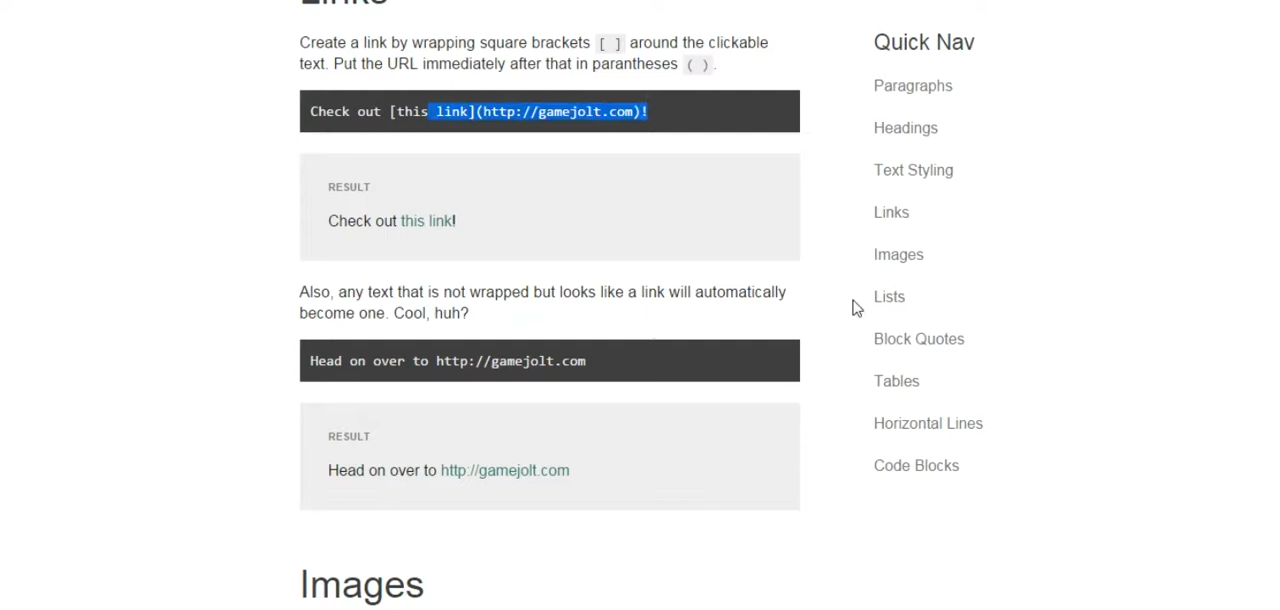 Links
Create a link by wrapping square brackets [ ] around the clickable
text. Put the URL immediately after that in parantheses ( ) .
Check out [this link](http://gamejolt.com)!
RESULT
Check out this link!
Also, any text that is not wrapped but looks like a link will automatically
become one. Cool, huh?
Head on over to http://gamejolt.com
RESULT
Head on over to http://gamejolt.com
Images
Quick Nav
Paragraphs
Headings
Text Styling
Links
Images
Lists
Block Quotes
Tables
Horizontal Lines
Code Blocks